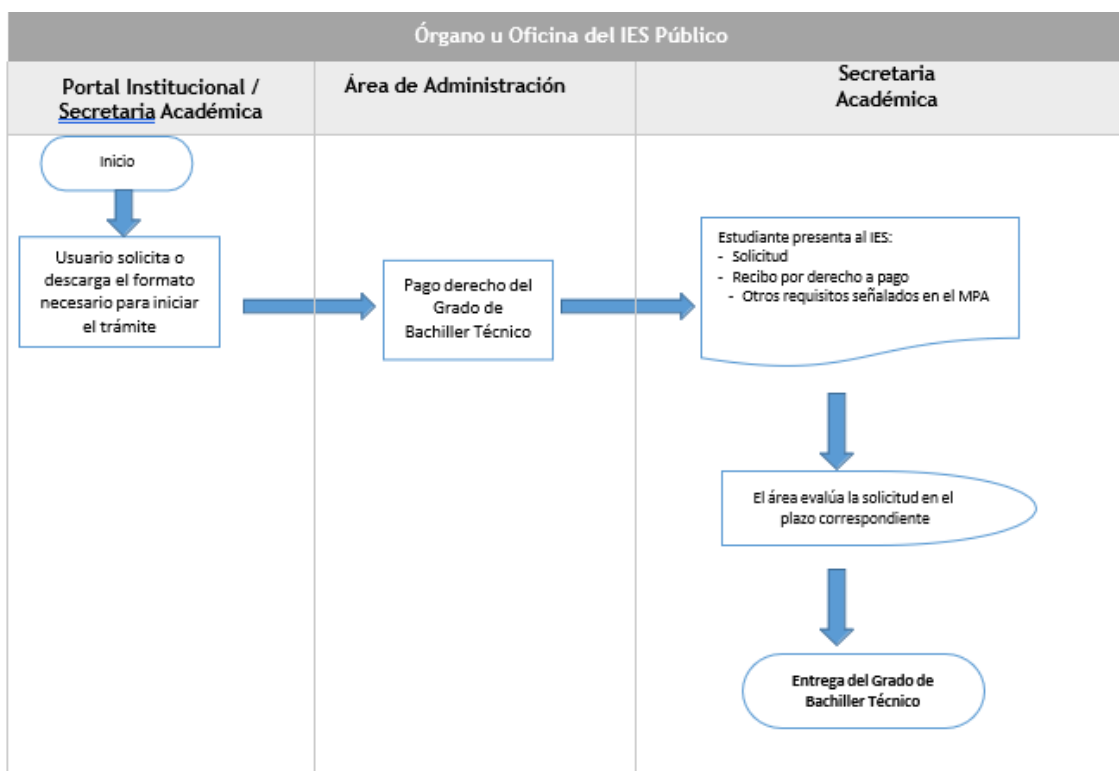 Órgano u Oficina del IES Público
Portal Institucional /
Secretaria Académica
Área de Administración
Secretaria
Académica
Inicio
Usuario solicita o
descarga el formato
necesario para iniciar
el trámite
Pago derecho del
Grado de
Bachiller Técnico
Estudiante presenta al IES:
- Solicitud
- Recibo por derecho a pago
- Otros requisitos señalados en el MPA
El área evalúa la solicitud en el
plazo correspondiente
Entrega del Grado de
Bachiller Técnico